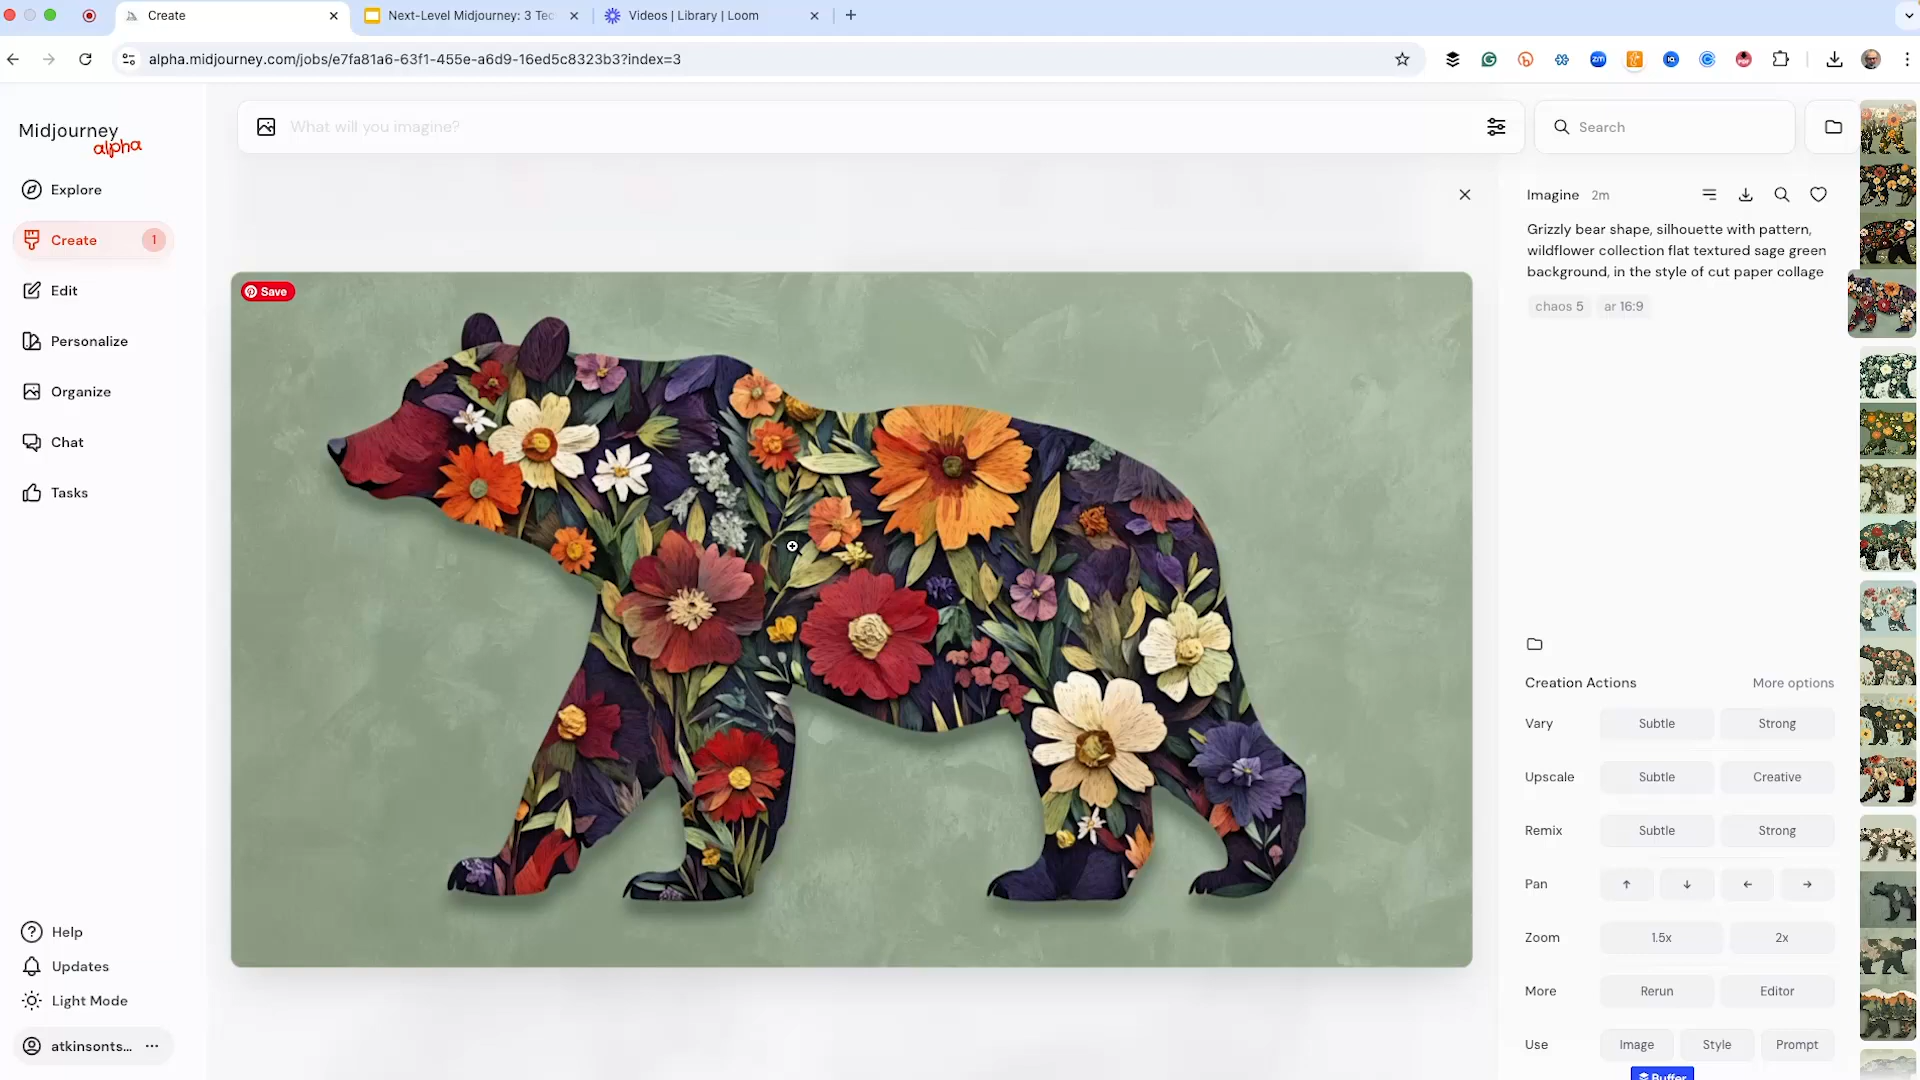 Create
Next-Level Midjourney: 3 Tec
Videos | Library | Loom
alpha.midjourney.com/jobs/e7fa81a6-63f1-455e-a6d9-16ed5c8323b3?index=3
Midjourney
alpha
What will you imagine?
Search
Explore
Create
1
Edit
Personalize
Organize
Chat
Tasks
Help
Updates
Light Mode
atkinsonts...
Save
Imagine 2m
Grizzly bear shape, silhouette with pattern,
wildflower collection flat textured sage green
background, in the style of cut paper collage
chaos 5 ar 16:9
Creation Actions More options
Vary Subtle Strong
Upscale Subtle Creative
Remix Subtle Strong
Pan
Zoom 1.5x 2x
More Rerun Editor
Use Image Style Prompt
Buffer